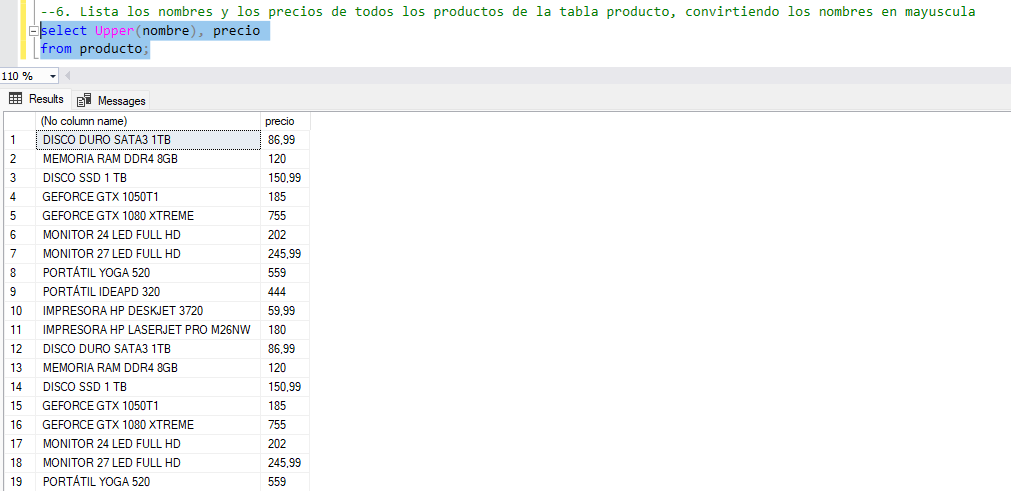 --6. Lista los nombres y los precios de todos los productos de la tabla producto, convirtiendo los nombres en mayuscula
select Upper(nombre), precio
from producto;
110 %
Results Messages
(No column name) precio
1 DISCO DURO SATA3 1TB 86,99
2 MEMORIA RAM DDR4 8GB 120
3 DISCO SSD 1 TB 150,99
4 GEFORCE GTX 1050T1 185
5 GEFORCE GTX 1080 XTREME 755
6 MONITOR 24 LED FULL HD 202
7 MONITOR 27 LED FULL HD 245,99
8 PORTÁTIL YOGA 520 559
9 PORTÁTIL IDEAPD 320 444
10 IMPRESORA HP DESKJET 3720 59,99
11 IMPRESORA HP LASERJET PRO M26NW 180
12 DISCO DURO SATA3 1TB 86,99
13 MEMORIA RAM DDR4 8GB 120
14 DISCO SSD 1 TB 150,99
15 GEFORCE GTX 1050T1 185
16 GEFORCE GTX 1080 XTREME 755
17 MONITOR 24 LED FULL HD 202
18 MONITOR 27 LED FULL HD 245,99
19 PORTÁTIL YOGA 520 559